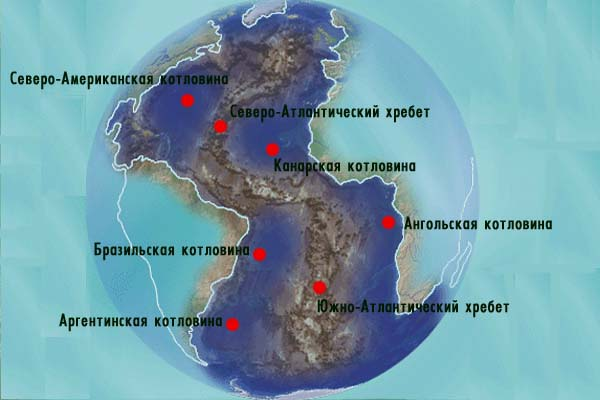 Северо-Американская котловина
Северо-Атлантический хребет
Канарская котловина
Ангольская котловина
Бразильская котловина
Южно-Атлантический хребет
Аргентинская котловина